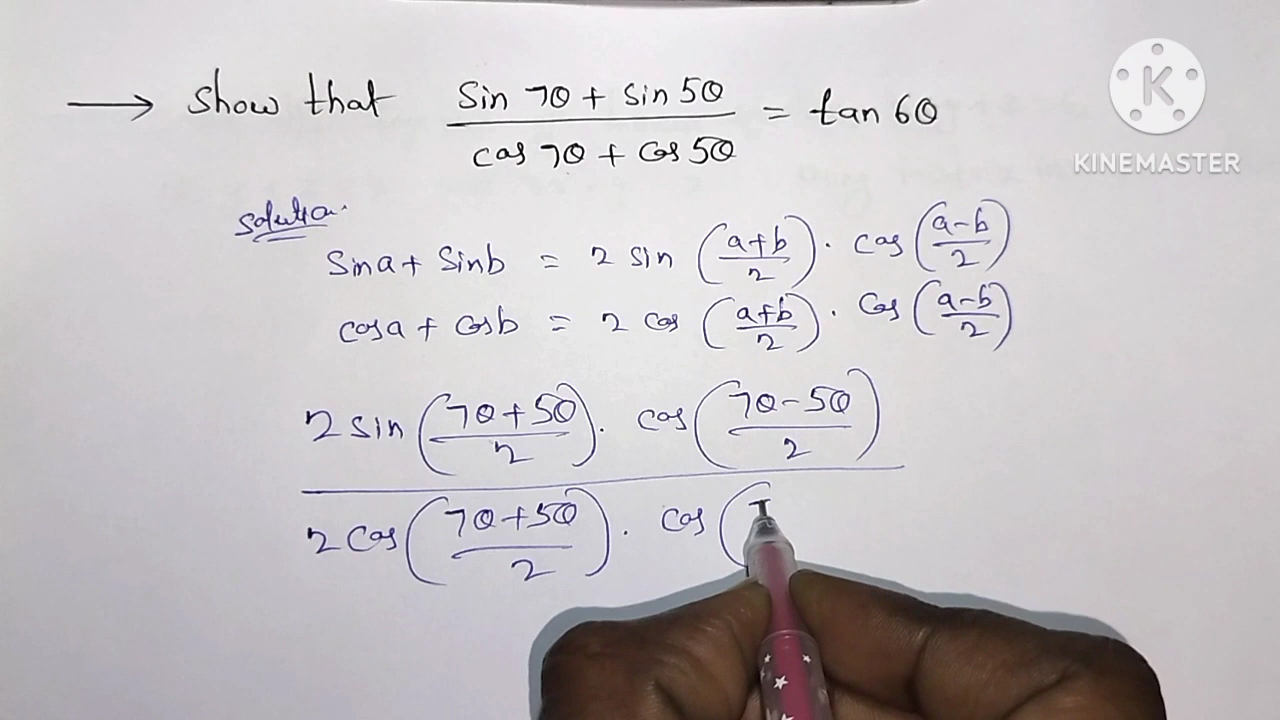 → Show that (sin 7θ + sin 5θ)/(cos 7θ + cos 5θ) = tan 6θ
KINEMASTER
Solution.
sin a + sin b = 2 sin ((a+b)/2) · cos ((a-b)/2)
cos a + cos b = 2 cos ((a+b)/2) · cos ((a-b)/2)
2 sin ((7θ+5θ)/2) · cos ((7θ-5θ)/2)
2 cos ((7θ+5θ)/2) · cos (